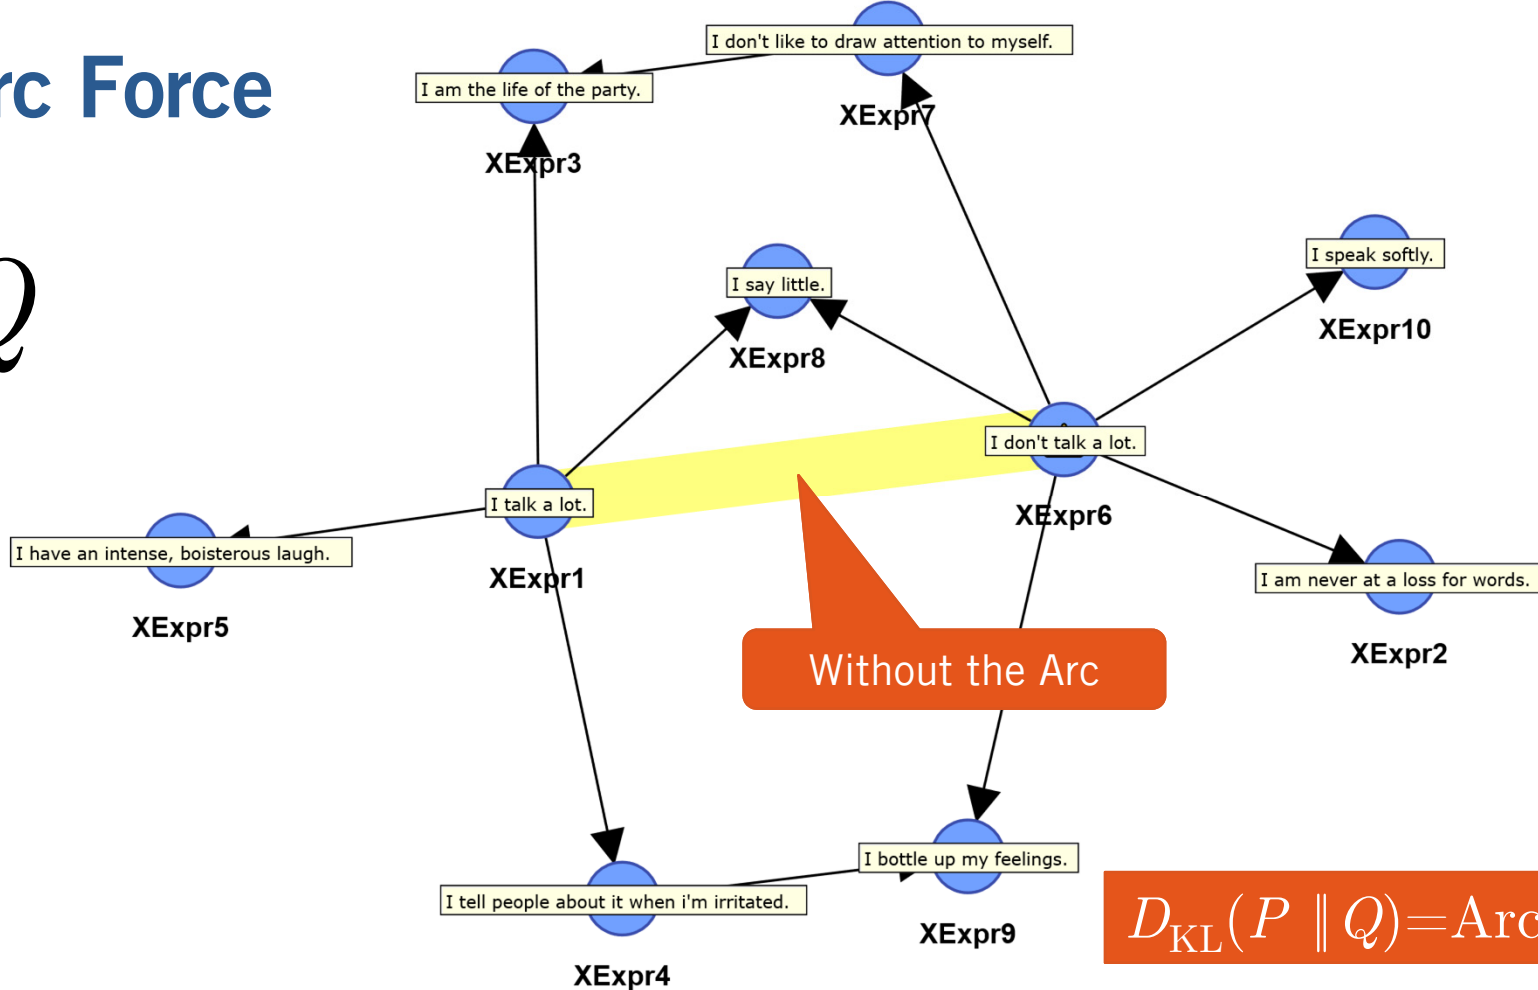 rc Force
Q
I don't like to draw attention to myself.
XExpr7
I am the life of the party.
XExpr3
I say little.
XExpr8
I speak softly.
XExpr10
I don't talk a lot.
XExpr6
I talk a lot.
XExpr1
I have an intense, boisterous laugh.
XExpr5
I am never at a loss for words.
XExpr2
Without the Arc
I bottle up my feelings.
XExpr9
I tell people about it when i'm irritated.
XExpr4
D_KL(P ∥ Q)=Arc